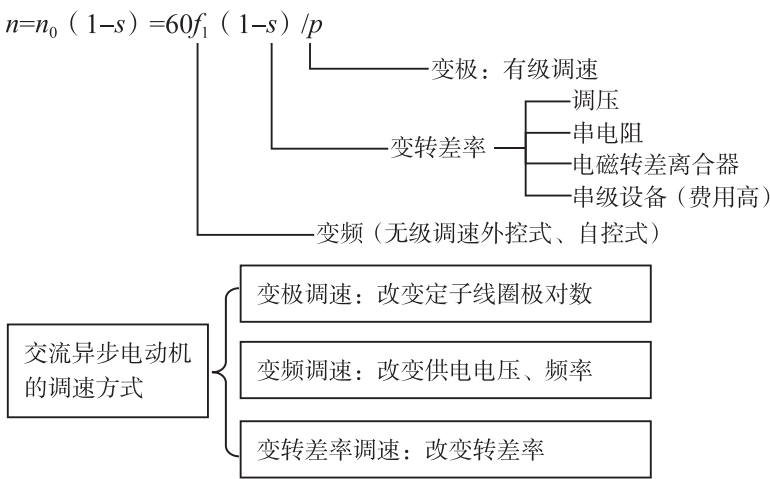 n=n₀（1–s）=60f₁（1–s）/p
变极：有级调速
调压
串电阻
变转差率
电磁转差离合器
串级设备（费用高）
变频（无级调速外控式、自控式）
变极调速：改变定子线圈极对数
交流异步电动机
的调速方式
变频调速：改变供电电压、频率
变转差率调速：改变转差率